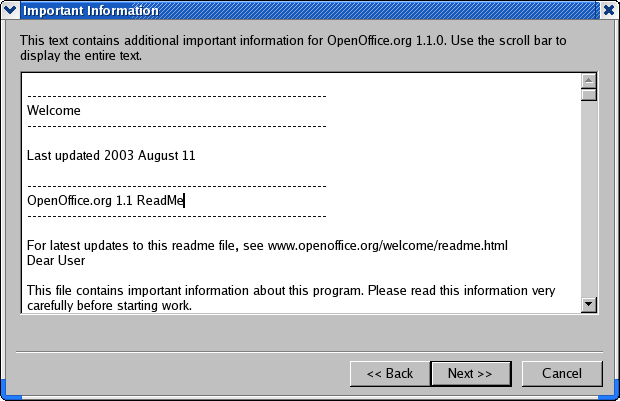 Important Information
This text contains additional important information for OpenOffice.org 1.1.0. Use the scroll bar to
display the entire text.
------------------------------------------------------------
Welcome
------------------------------------------------------------
Last updated 2003 August 11
------------------------------------------------------------
OpenOffice.org 1.1 ReadMe
------------------------------------------------------------
For latest updates to this readme file, see www.openoffice.org/welcome/readme.html
Dear User
This file contains important information about this program. Please read this information very
carefully before starting work.
<< Back
Next >>
Cancel